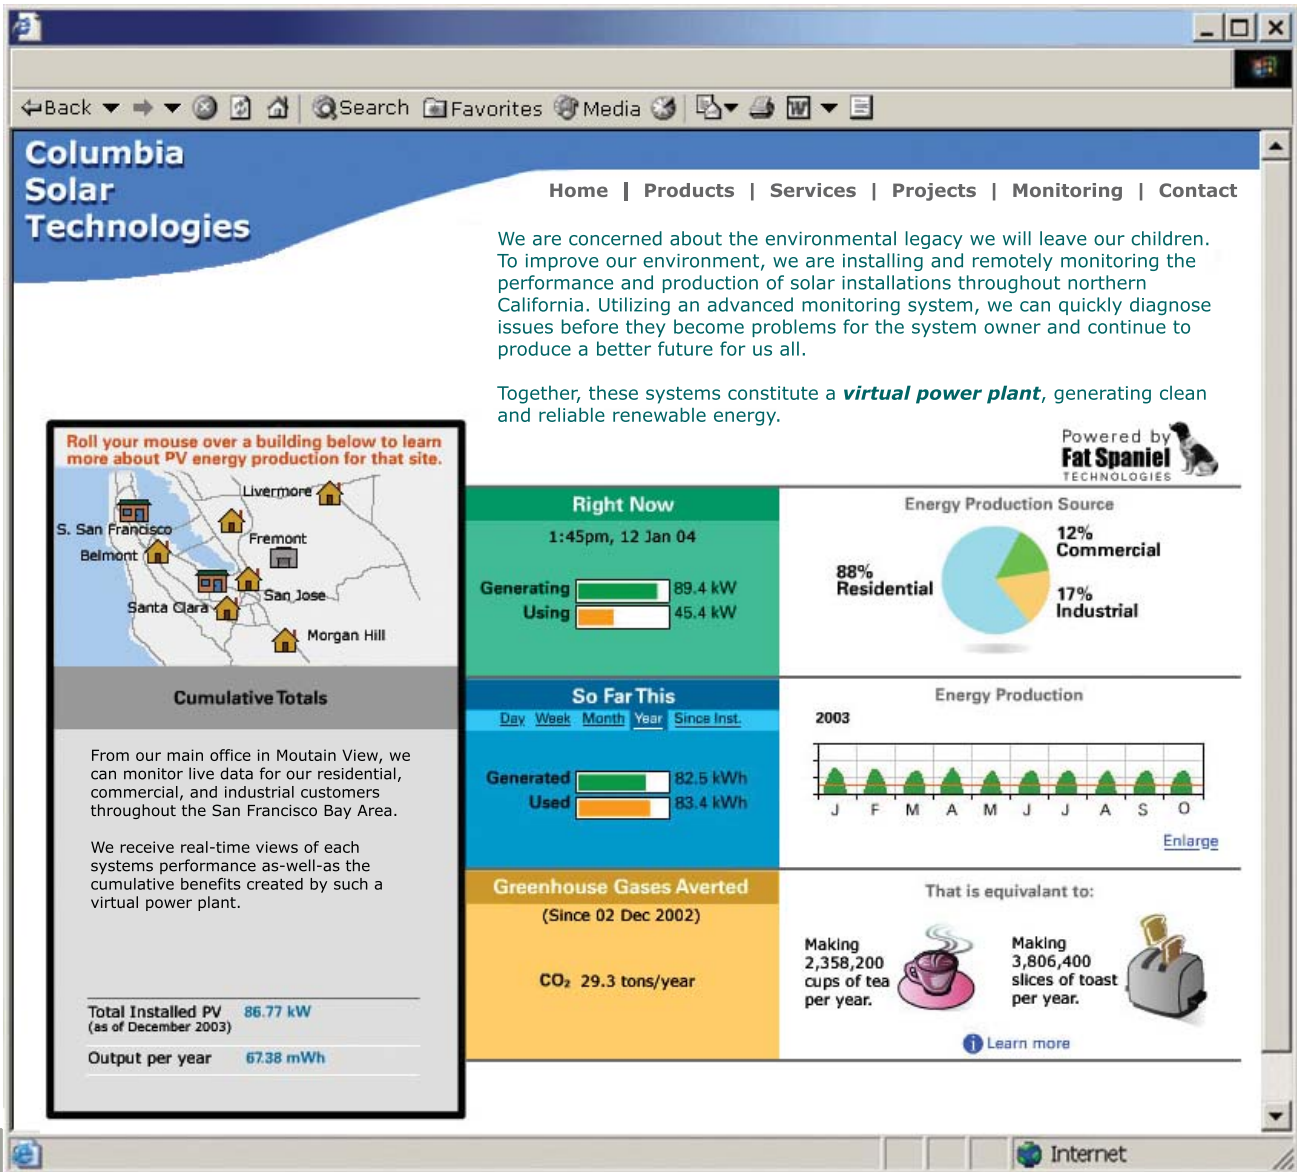 Back
Search
Favorites
Media
Columbia
Solar
Technologies
Home | Products | Services | Projects | Monitoring | Contact
We are concerned about the environmental legacy we will leave our children.
To improve our environment, we are installing and remotely monitoring the
performance and production of solar installations throughout northern
California. Utilizing an advanced monitoring system, we can quickly diagnose
issues before they become problems for the system owner and continue to
produce a better future for us all.
Together, these systems constitute a virtual power plant, generating clean
and reliable renewable energy.
Powered by
Fat Spaniel
TECHNOLOGIES
Roll your mouse over a building below to learn
more about PV energy production for that site.
Livermore
S. San Francisco
Fremont
Belmont
San Jose
Santa Clara
Morgan Hill
Cumulative Totals
From our main office in Moutain View, we
can monitor live data for our residential,
commercial, and industrial customers
throughout the San Francisco Bay Area.
We receive real-time views of each
systems performance as-well-as the
cumulative benefits created by such a
virtual power plant.
Total Installed PV 86.77 kW
(as of December 2003)
Output per year 67.38 mWh
Right Now
1:45pm, 12 Jan 04
Generating 89.4 kW
Using 45.4 kW
Energy Production Source
12%
Commercial
88%
Residential
17%
Industrial
So Far This
Day Week Month Year Since Inst.
Generated 82.5 kWh
Used 83.4 kWh
Energy Production
2003
J F M A M J J A S O
Enlarge
Greenhouse Gases Averted
(Since 02 Dec 2002)
CO₂ 29.3 tons/year
That is equivalant to:
Making
2,358,200
cups of tea
per year.
Making
3,806,400
slices of toast
per year.
i Learn more
Internet